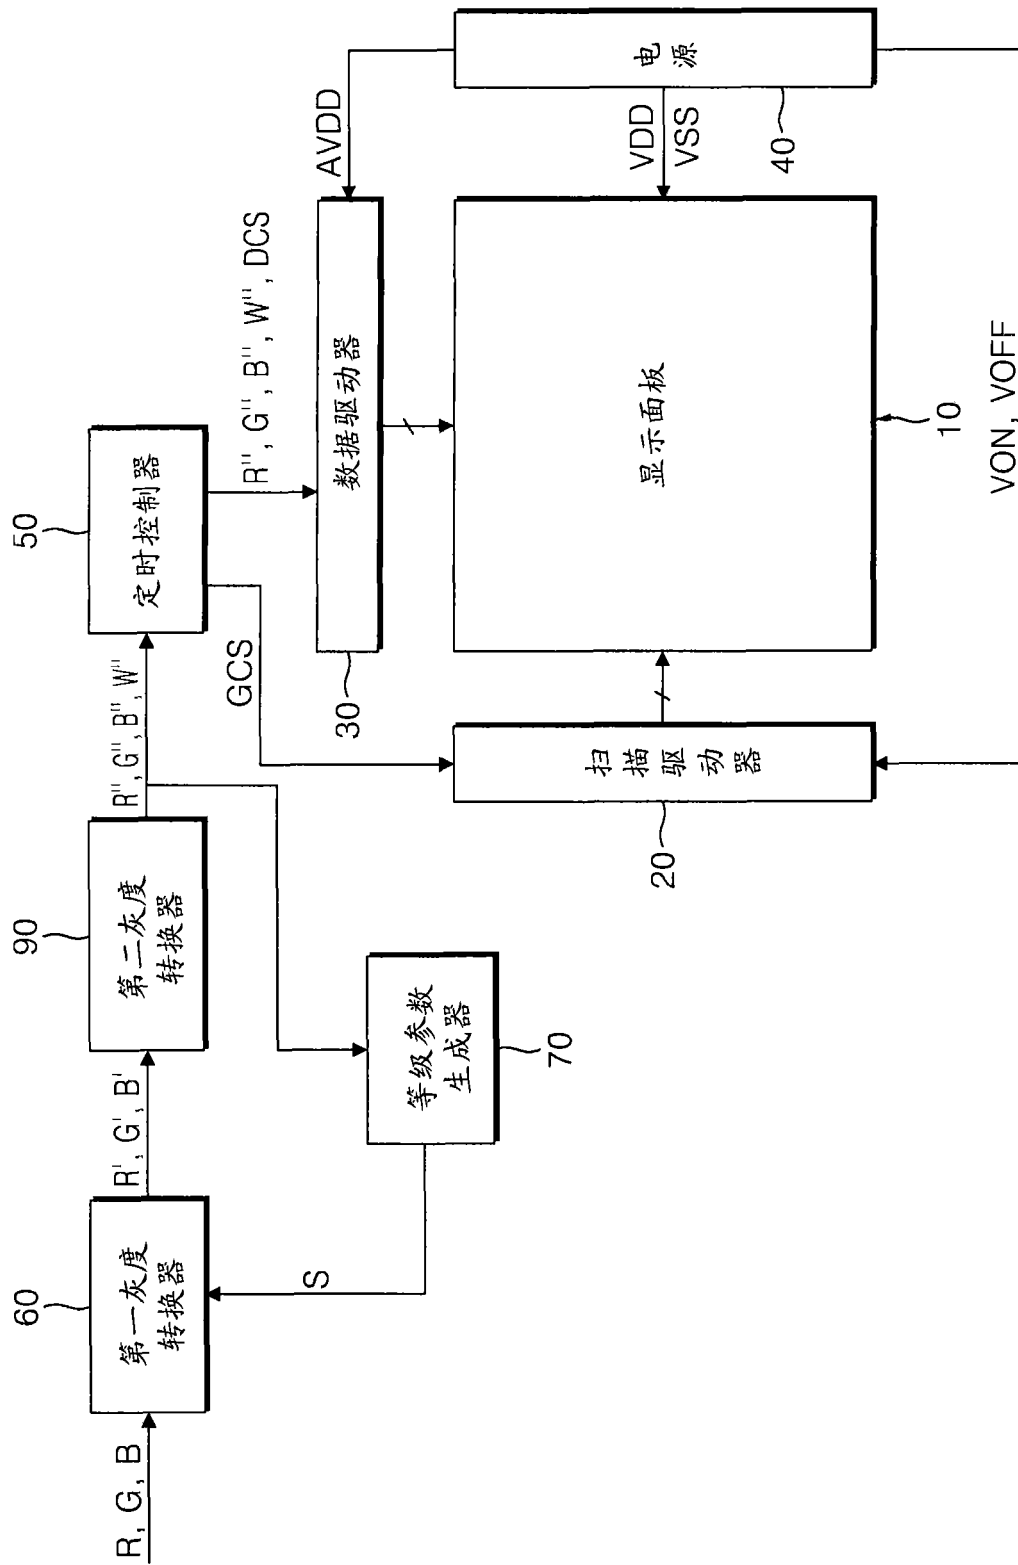 R, G, B
60
第一灰度
转换器
R', G', B'
90
第二灰度
转换器
R'', G'', B'', W''
50
定时控制器
R'', G'', B'', W'', DCS
GCS
S
等级参数
生成器
70
30
数据驱动器
AVDD
20
扫描驱动器
显示面板
10
VDD
VSS
电源
40
VON, VOFF